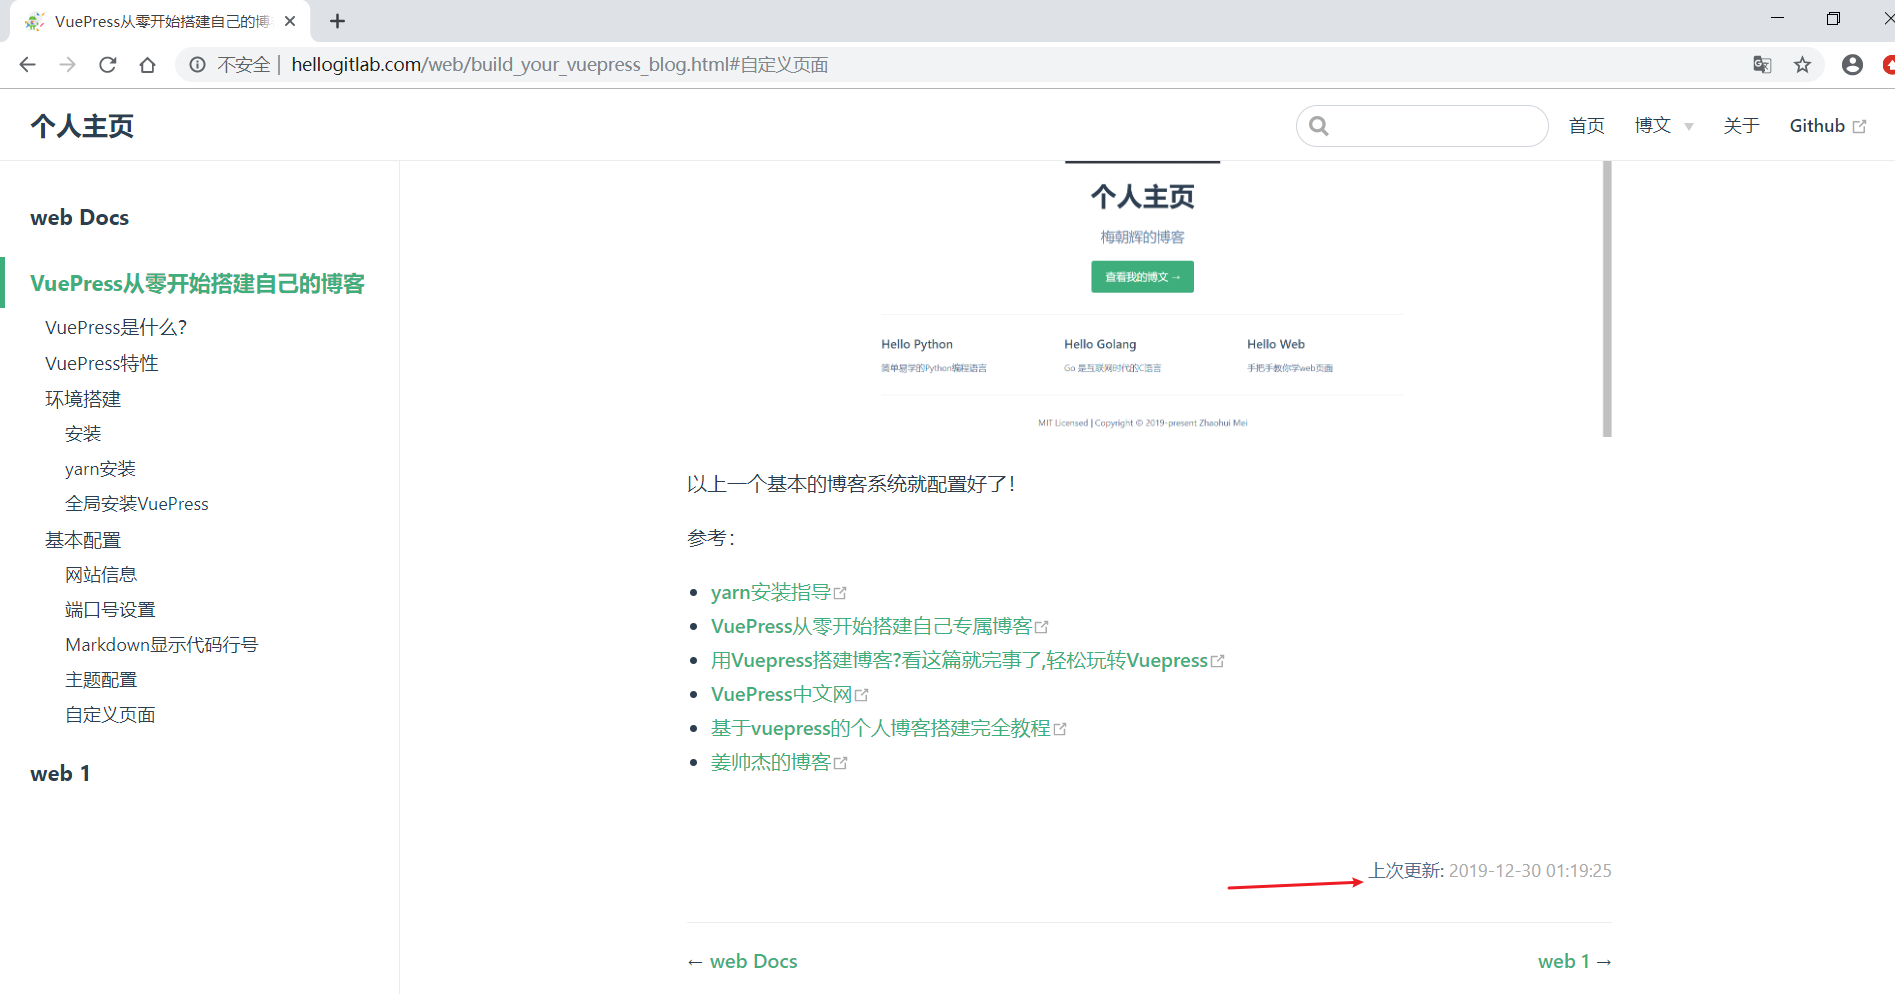 VuePress从零开始搭建自己的博
不安全 | hellogitlab.com/web/build_your_vuepress_blog.html#自定义页面
个人主页
首页 博文 关于 Github
web Docs
VuePress从零开始搭建自己的博客
VuePress是什么?
VuePress特性
环境搭建
安装
yarn安装
全局安装VuePress
基本配置
网站信息
端口号设置
Markdown显示代码行号
主题配置
自定义页面
web 1
个人主页
梅朝辉的博客
查看我的博文 →
Hello Python Hello Golang Hello Web
简单易学的Python编程语言 Go 是互联网时代的C语言 手把手教你学web页面
MIT Licensed | Copyright © 2019-present Zhaohui Mei
以上一个基本的博客系统就配置好了!
参考:
yarn安装指导
VuePress从零开始搭建自己专属博客
用Vuepress搭建博客?看这篇就完事了,轻松玩转Vuepress
VuePress中文网
基于vuepress的个人博客搭建完全教程
姜帅杰的博客
上次更新: 2019-12-30 01:19:25
← web Docs web 1 →